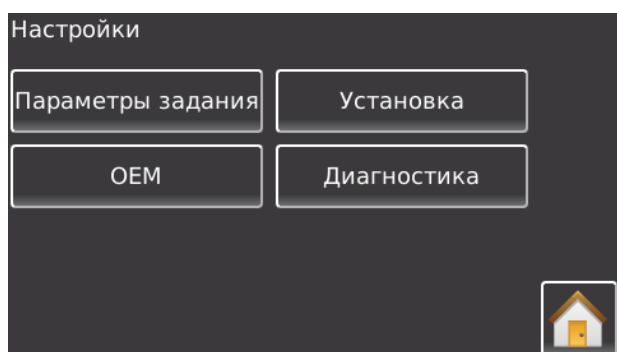 Настройки
Параметры задания
Установка
OEM
Диагностика